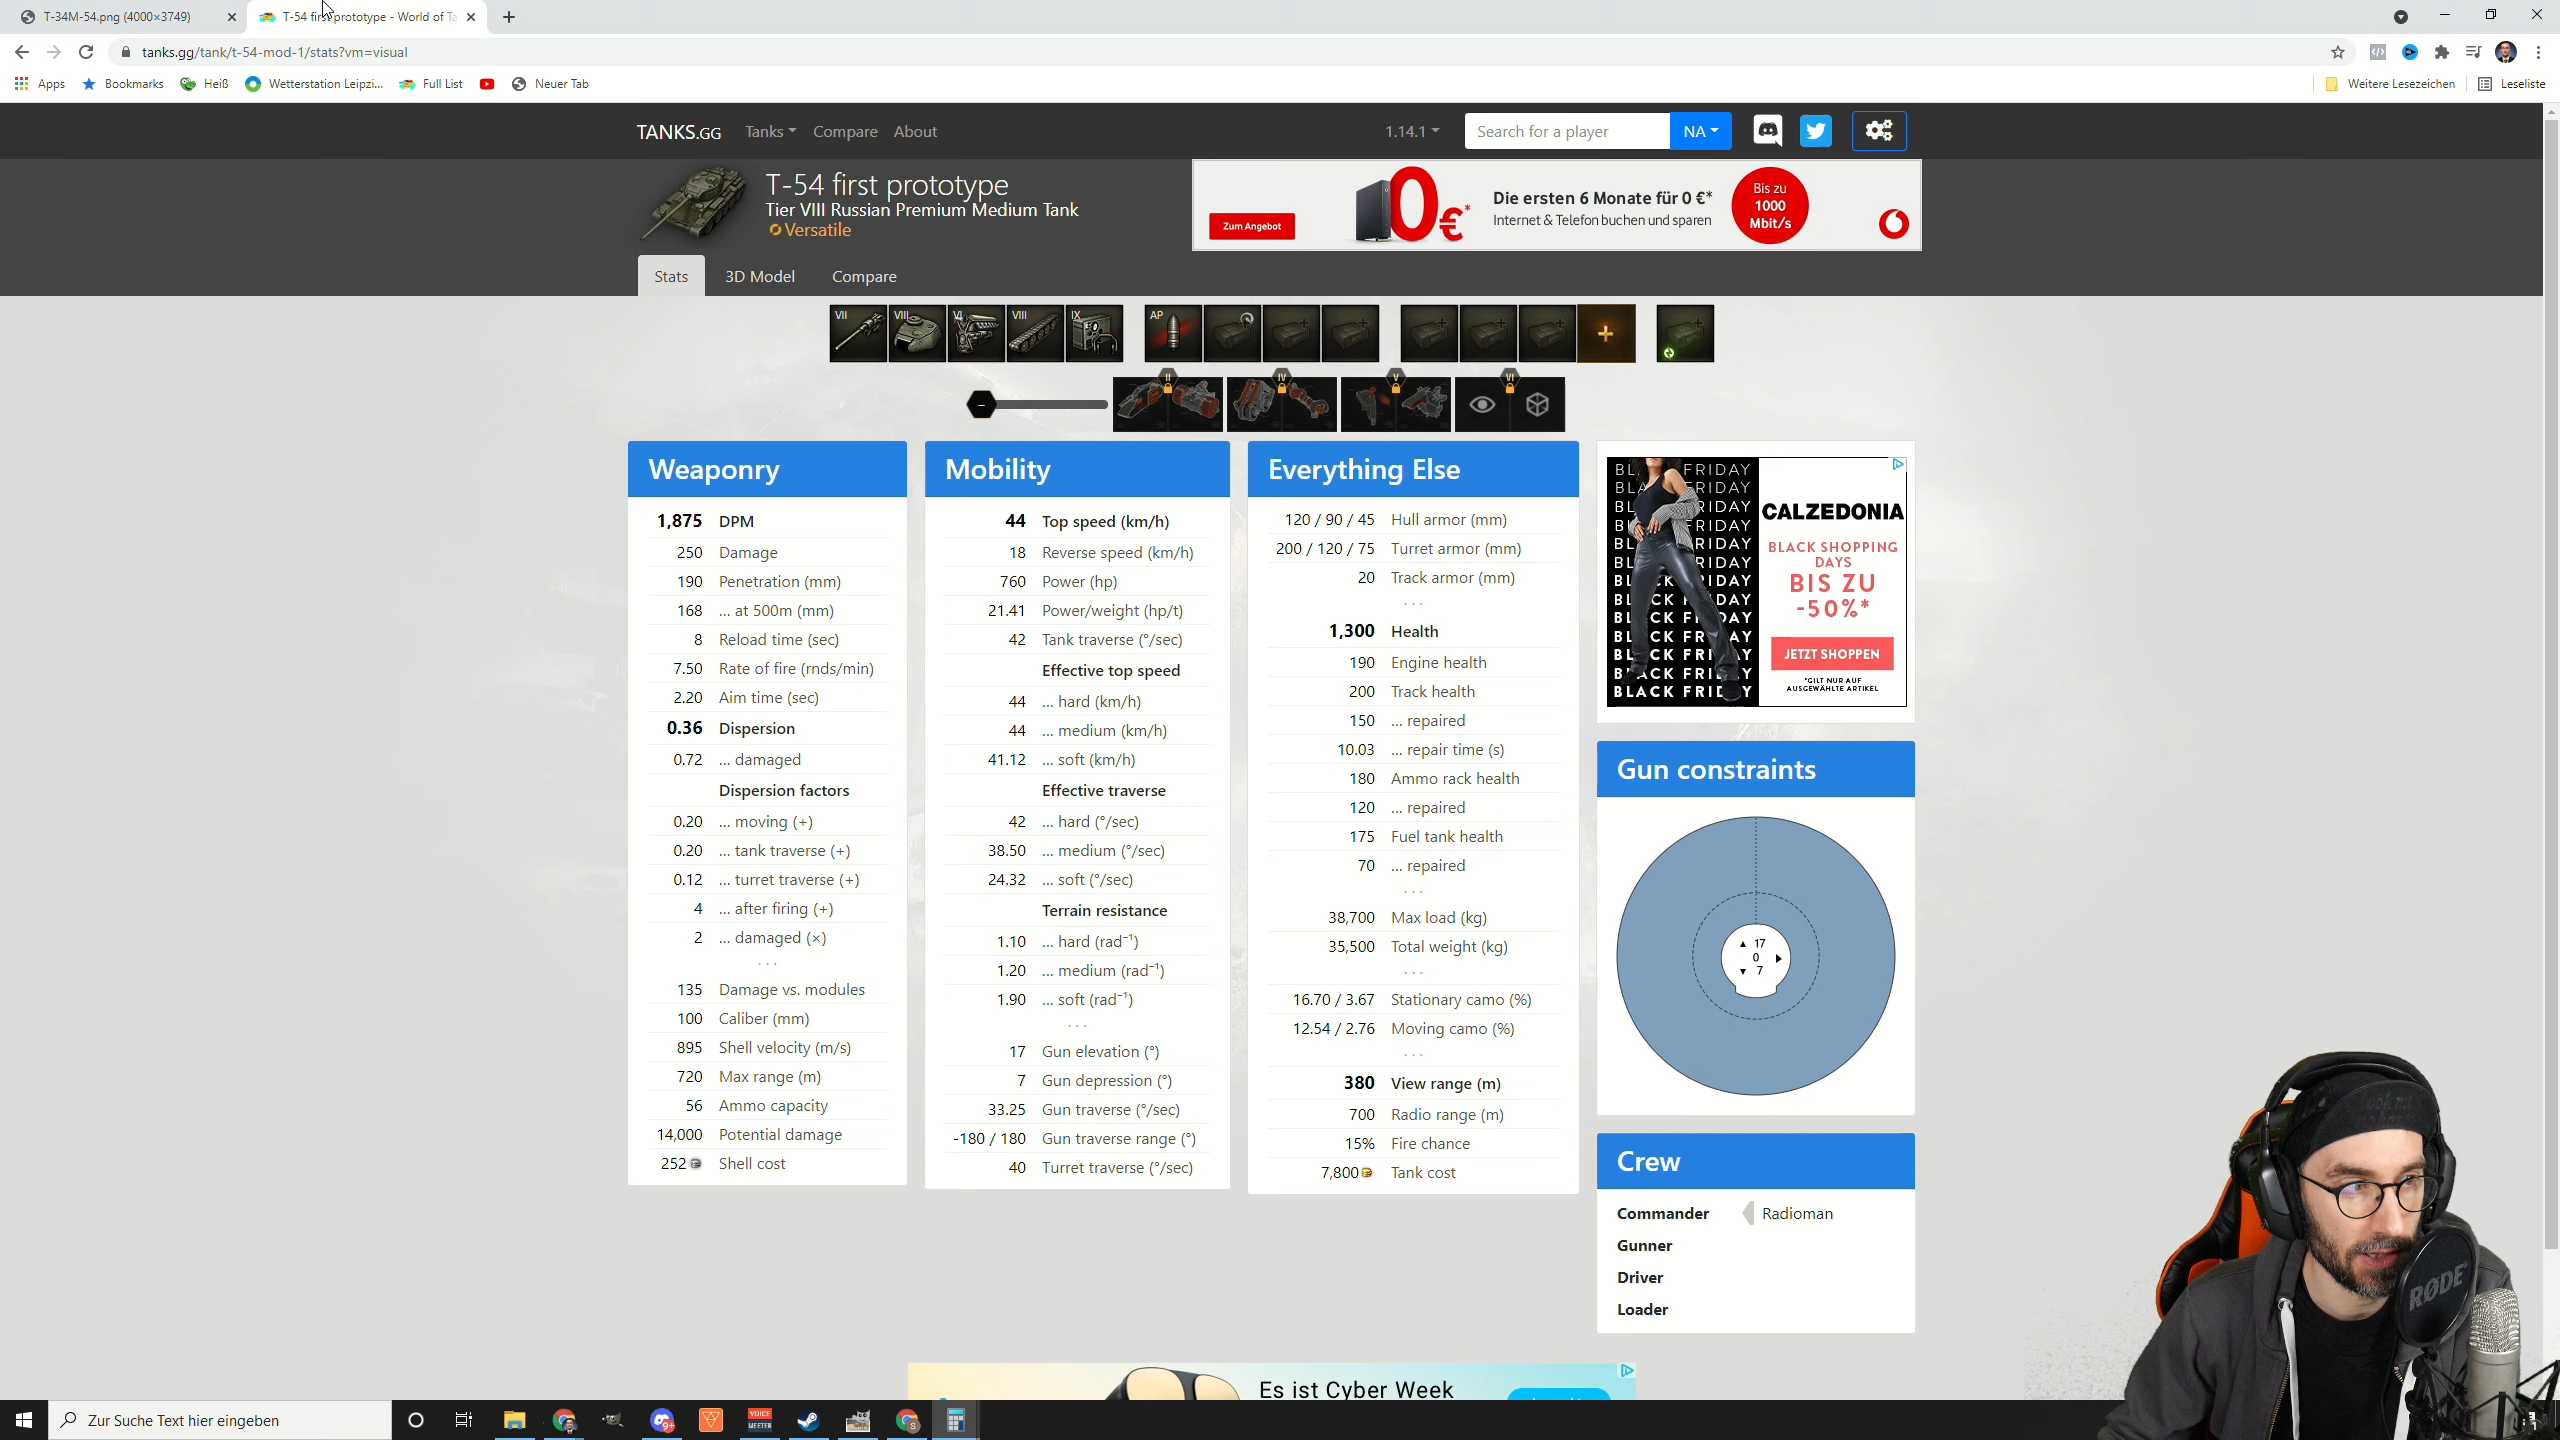 T-34M-54.png (4000×3749)
T-54 first prototype - World of Ta
tanks.gg/tank/t-54-mod-1/stats?vm=visual
Apps
Bookmarks
Heiß
Wetterstation Leipzi...
Full List
Neuer Tab
Weitere Lesezeichen
Leseliste
TANKS.GG
Tanks
Compare
About
1.14.1
Search for a player
NA
T-54 first prototype
Tier VIII Russian Premium Medium Tank
Versatile
Zum Angebot
0€*
Die ersten 6 Monate für 0 €*
Internet & Telefon buchen und sparen
Bis zu
1000
Mbit/s
Stats
3D Model
Compare
VII
VIII
VI
VIII
IX
AP
II
IV
V
VI
Weaponry
1,875 DPM
250 Damage
190 Penetration (mm)
168 ... at 500m (mm)
8 Reload time (sec)
7.50 Rate of fire (rnds/min)
2.20 Aim time (sec)
0.36 Dispersion
0.72 ... damaged
Dispersion factors
0.20 ... moving (+)
0.20 ... tank traverse (+)
0.12 ... turret traverse (+)
4 ... after firing (+)
2 ... damaged (×)
...
135 Damage vs. modules
100 Caliber (mm)
895 Shell velocity (m/s)
720 Max range (m)
56 Ammo capacity
14,000 Potential damage
252 Shell cost
Mobility
44 Top speed (km/h)
18 Reverse speed (km/h)
760 Power (hp)
21.41 Power/weight (hp/t)
42 Tank traverse (°/sec)
Effective top speed
44 ... hard (km/h)
44 ... medium (km/h)
41.12 ... soft (km/h)
Effective traverse
42 ... hard (°/sec)
38.50 ... medium (°/sec)
24.32 ... soft (°/sec)
Terrain resistance
1.10 ... hard (rad⁻¹)
1.20 ... medium (rad⁻¹)
1.90 ... soft (rad⁻¹)
...
17 Gun elevation (°)
7 Gun depression (°)
33.25 Gun traverse (°/sec)
-180 / 180 Gun traverse range (°)
40 Turret traverse (°/sec)
Everything Else
120 / 90 / 45 Hull armor (mm)
200 / 120 / 75 Turret armor (mm)
20 Track armor (mm)
...
1,300 Health
190 Engine health
200 Track health
150 ... repaired
10.03 ... repair time (s)
180 Ammo rack health
120 ... repaired
175 Fuel tank health
70 ... repaired
...
38,700 Max load (kg)
35,500 Total weight (kg)
...
16.70 / 3.67 Stationary camo (%)
12.54 / 2.76 Moving camo (%)
...
380 View range (m)
700 Radio range (m)
15% Fire chance
7,800 Tank cost
BLACK FRIDAY
CALZEDONIA
BLACK SHOPPING
DAYS
BIS ZU
-50%*
JETZT SHOPPEN
*GILT NUR AUF
AUSGEWÄHLTE ARTIKEL
Gun constraints
17
0
7
Crew
Commander
Radioman
Gunner
Driver
Loader
Es ist Cyber Week
Zur Suche Text hier eingeben
9+
VOICE
MEETER
RØDE